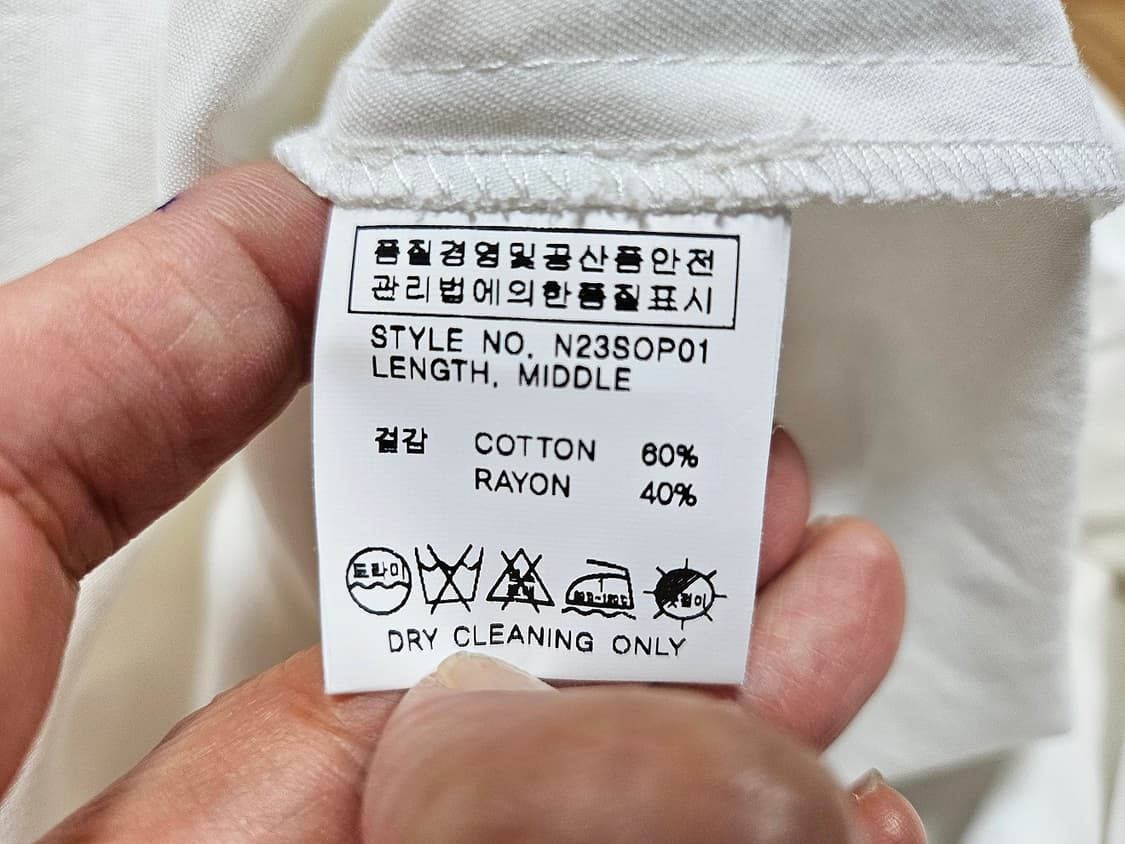 품질경영및공산품안전
관리법에의한품질표시
STYLE NO. N23SOP01
LENGTH. MIDDLE
겉감 COTTON 60%
RAYON 40%
드라이
DRY CLEANING ONLY